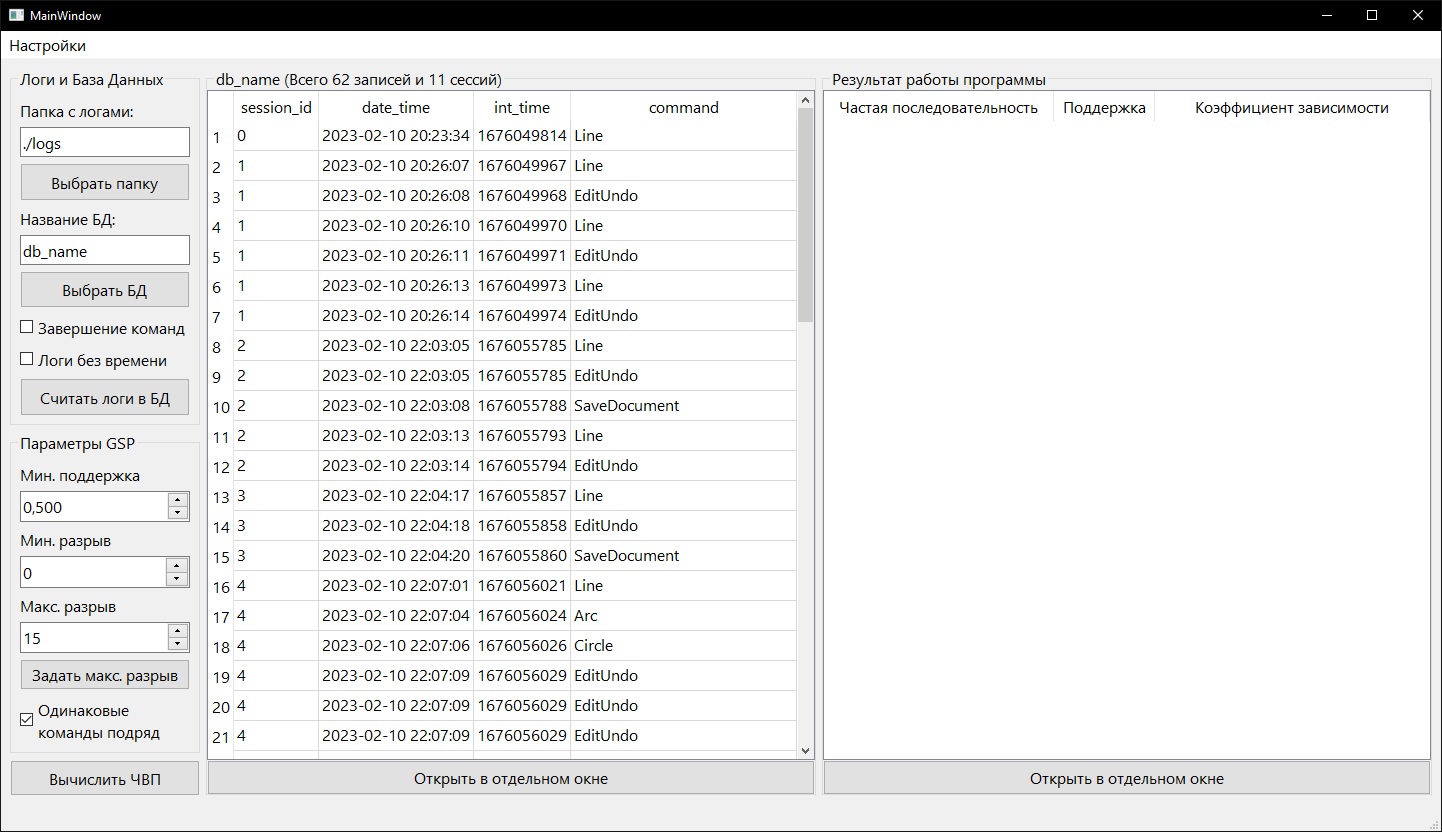 MainWindow
Настройки
Логи и База Данных
Папка с логами:
./logs
Выбрать папку
Название БД:
db_name
Выбрать БД
Завершение команд
Логи без времени
Считать логи в БД
Параметры GSP
Мин. поддержка
0,500
Мин. разрыв
0
Макс. разрыв
15
Задать макс. разрыв
Одинаковые
команды подряд
Вычислить ЧВП
db_name (Всего 62 записей и 11 сессий)
session_id date_time int_time command
1 0 2023-02-10 20:23:34 1676049814 Line
2 1 2023-02-10 20:26:07 1676049967 Line
3 1 2023-02-10 20:26:08 1676049968 EditUndo
4 1 2023-02-10 20:26:10 1676049970 Line
5 1 2023-02-10 20:26:11 1676049971 EditUndo
6 1 2023-02-10 20:26:13 1676049973 Line
7 1 2023-02-10 20:26:14 1676049974 EditUndo
8 2 2023-02-10 22:03:05 1676055785 Line
9 2 2023-02-10 22:03:05 1676055785 EditUndo
10 2 2023-02-10 22:03:08 1676055788 SaveDocument
11 2 2023-02-10 22:03:13 1676055793 Line
12 2 2023-02-10 22:03:14 1676055794 EditUndo
13 3 2023-02-10 22:04:17 1676055857 Line
14 3 2023-02-10 22:04:18 1676055858 EditUndo
15 3 2023-02-10 22:04:20 1676055860 SaveDocument
16 4 2023-02-10 22:07:01 1676056021 Line
17 4 2023-02-10 22:07:04 1676056024 Arc
18 4 2023-02-10 22:07:06 1676056026 Circle
19 4 2023-02-10 22:07:09 1676056029 EditUndo
20 4 2023-02-10 22:07:09 1676056029 EditUndo
21 4 2023-02-10 22:07:09 1676056029 EditUndo
Открыть в отдельном окне
Результат работы программы
Частая последовательность Поддержка Коэффициент зависимости
Открыть в отдельном окне